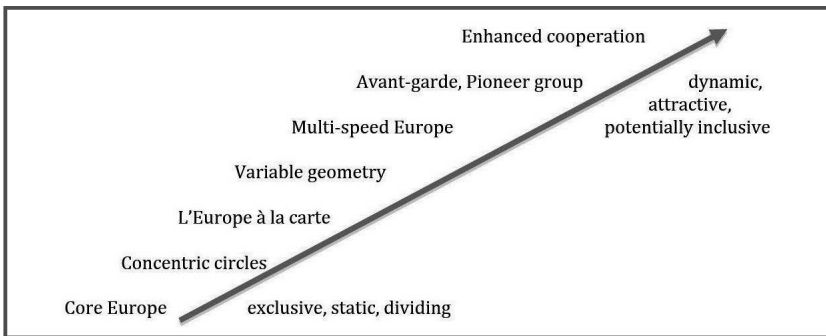 Enhanced cooperation
Avant-garde, Pioneer group
dynamic,
attractive,
potentially inclusive
Multi-speed Europe
Variable geometry
L’Europe à la carte
Concentric circles
Core Europe
exclusive, static, dividing